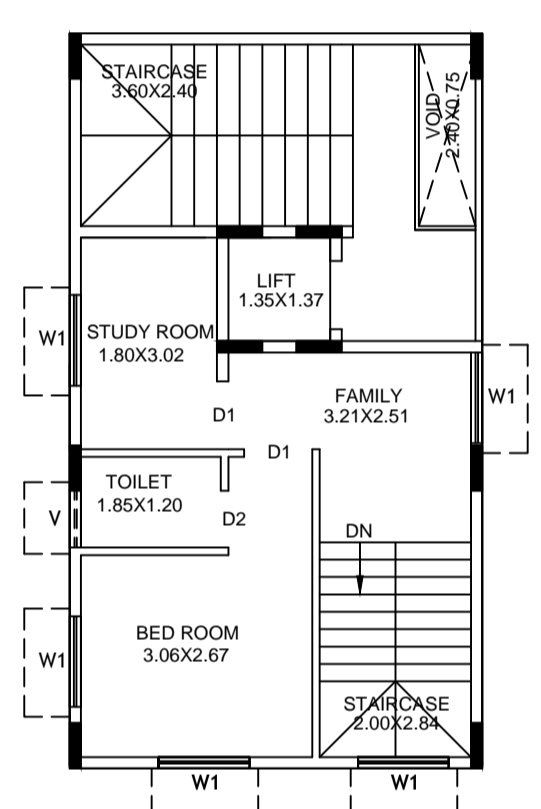 STAIRCASE
3.60X2.40
VOID
2.40X0.75
LIFT
1.35X1.37
W1
STUDY ROOM
1.80X3.02
FAMILY
3.21X2.51
W1
D1
D1
TOILET
1.85X1.20
V
D2
DN
BED ROOM
3.06X2.67
W1
STAIRCASE
2.00X2.84
W1
W1